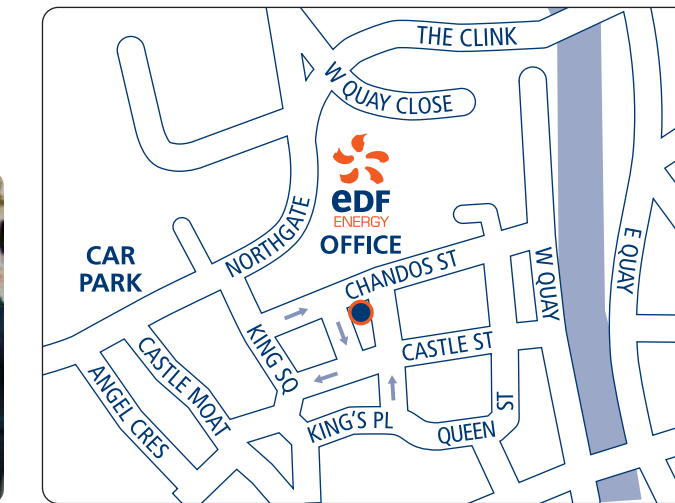 THE CLINK
W QUAY CLOSE
eDF
ENERGY
OFFICE
NORTHGATE
CAR
PARK
CHANDOS ST
W QUAY
E QUAY
KING SQ
CASTLE ST
CASTLE MOAT
ANGEL CRES
KING'S PL
QUEEN ST